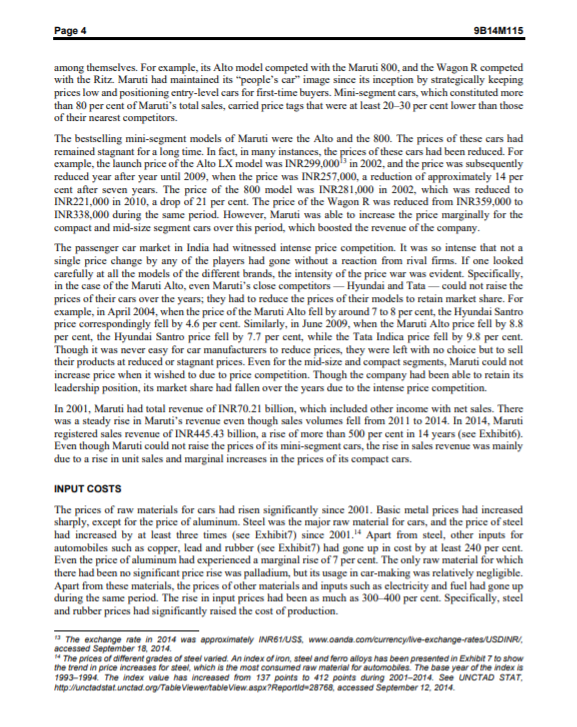 Page 4
9B14M115
among themselves. For example, its Alto model competed with the Maruti 800, and the Wagon R competed
with the Ritz. Maruti had maintained its “people’s car” image since its inception by strategically keeping
prices low and positioning entry-level cars for first-time buyers. Mini-segment cars, which constituted more
than 80 per cent of Maruti’s total sales, carried price tags that were at least 20–30 per cent lower than those
of their nearest competitors.
The bestselling mini-segment models of Maruti were the Alto and the 800. The prices of these cars had
remained stagnant for a long time. In fact, in many instances, the prices of these cars had been reduced. For
example, the launch price of the Alto LX model was INR299,000¹³ in 2002, and the price was subsequently
reduced year after year until 2009, when the price was INR257,000, a reduction of approximately 14 per
cent after seven years. The price of the 800 model was INR281,000 in 2002, which was reduced to
INR221,000 in 2010, a drop of 21 per cent. The price of the Wagon R was reduced from INR359,000 to
INR338,000 during the same period. However, Maruti was able to increase the price marginally for the
compact and mid-size segment cars over this period, which boosted the revenue of the company.
The passenger car market in India had witnessed intense price competition. It was so intense that not a
single price change by any of the players had gone without a reaction from rival firms. If one looked
carefully at all the models of the different brands, the intensity of the price war was evident. Specifically,
in the case of the Maruti Alto, even Maruti’s close competitors — Hyundai and Tata — could not raise the
prices of their cars over the years; they had to reduce the prices of their models to retain market share. For
example, in April 2004, when the price of the Maruti Alto fell by around 7 to 8 per cent, the Hyundai Santro
price correspondingly fell by 4.6 per cent. Similarly, in June 2009, when the Maruti Alto price fell by 8.8
per cent, the Hyundai Santro price fell by 7.7 per cent, while the Tata Indica price fell by 9.8 per cent.
Though it was never easy for car manufacturers to reduce prices, they were left with no choice but to sell
their products at reduced or stagnant prices. Even for the mid-size and compact segments, Maruti could not
increase price when it wished to due to price competition. Though the company had been able to retain its
leadership position, its market share had fallen over the years due to the intense price competition.
In 2001, Maruti had total revenue of INR70.21 billion, which included other income with net sales. There
was a steady rise in Maruti’s revenue even though sales volumes fell from 2011 to 2014. In 2014, Maruti
registered sales revenue of INR445.43 billion, a rise of more than 500 per cent in 14 years (see Exhibit6).
Even though Maruti could not raise the prices of its mini-segment cars, the rise in sales revenue was mainly
due to a rise in unit sales and marginal increases in the prices of its compact cars.
INPUT COSTS
The prices of raw materials for cars had risen significantly since 2001. Basic metal prices had increased
sharply, except for the price of aluminum. Steel was the major raw material for cars, and the price of steel
had increased by at least three times (see Exhibit7) since 2001.¹⁴ Apart from steel, other inputs for
automobiles such as copper, lead and rubber (see Exhibit7) had gone up in cost by at least 240 per cent.
Even the price of aluminum had experienced a marginal rise of 7 per cent. The only raw material for which
there had been no significant price rise was palladium, but its usage in car-making was relatively negligible.
Apart from these materials, the prices of other materials and inputs such as electricity and fuel had gone up
during the same period. The rise in input prices had been as much as 300–400 per cent. Specifically, steel
and rubber prices had significantly raised the cost of production.
¹³ The exchange rate in 2014 was approximately INR61/US$, www.oanda.com/currency/live-exchange-rates/USDINR/,
accessed September 18, 2014.
¹⁴ The prices of different grades of steel varied. An index of iron, steel and ferro alloys has been presented in Exhibit 7 to show
the trend in price increases for steel, which is the most consumed raw material for automobiles. The base year of the index is
1993–1994. The index value has increased from 137 points to 412 points during 2001–2014. See UNCTAD STAT,
http://unctadstat.unctad.org/TableViewer/tableView.aspx?ReportId=28768, accessed September 12, 2014.